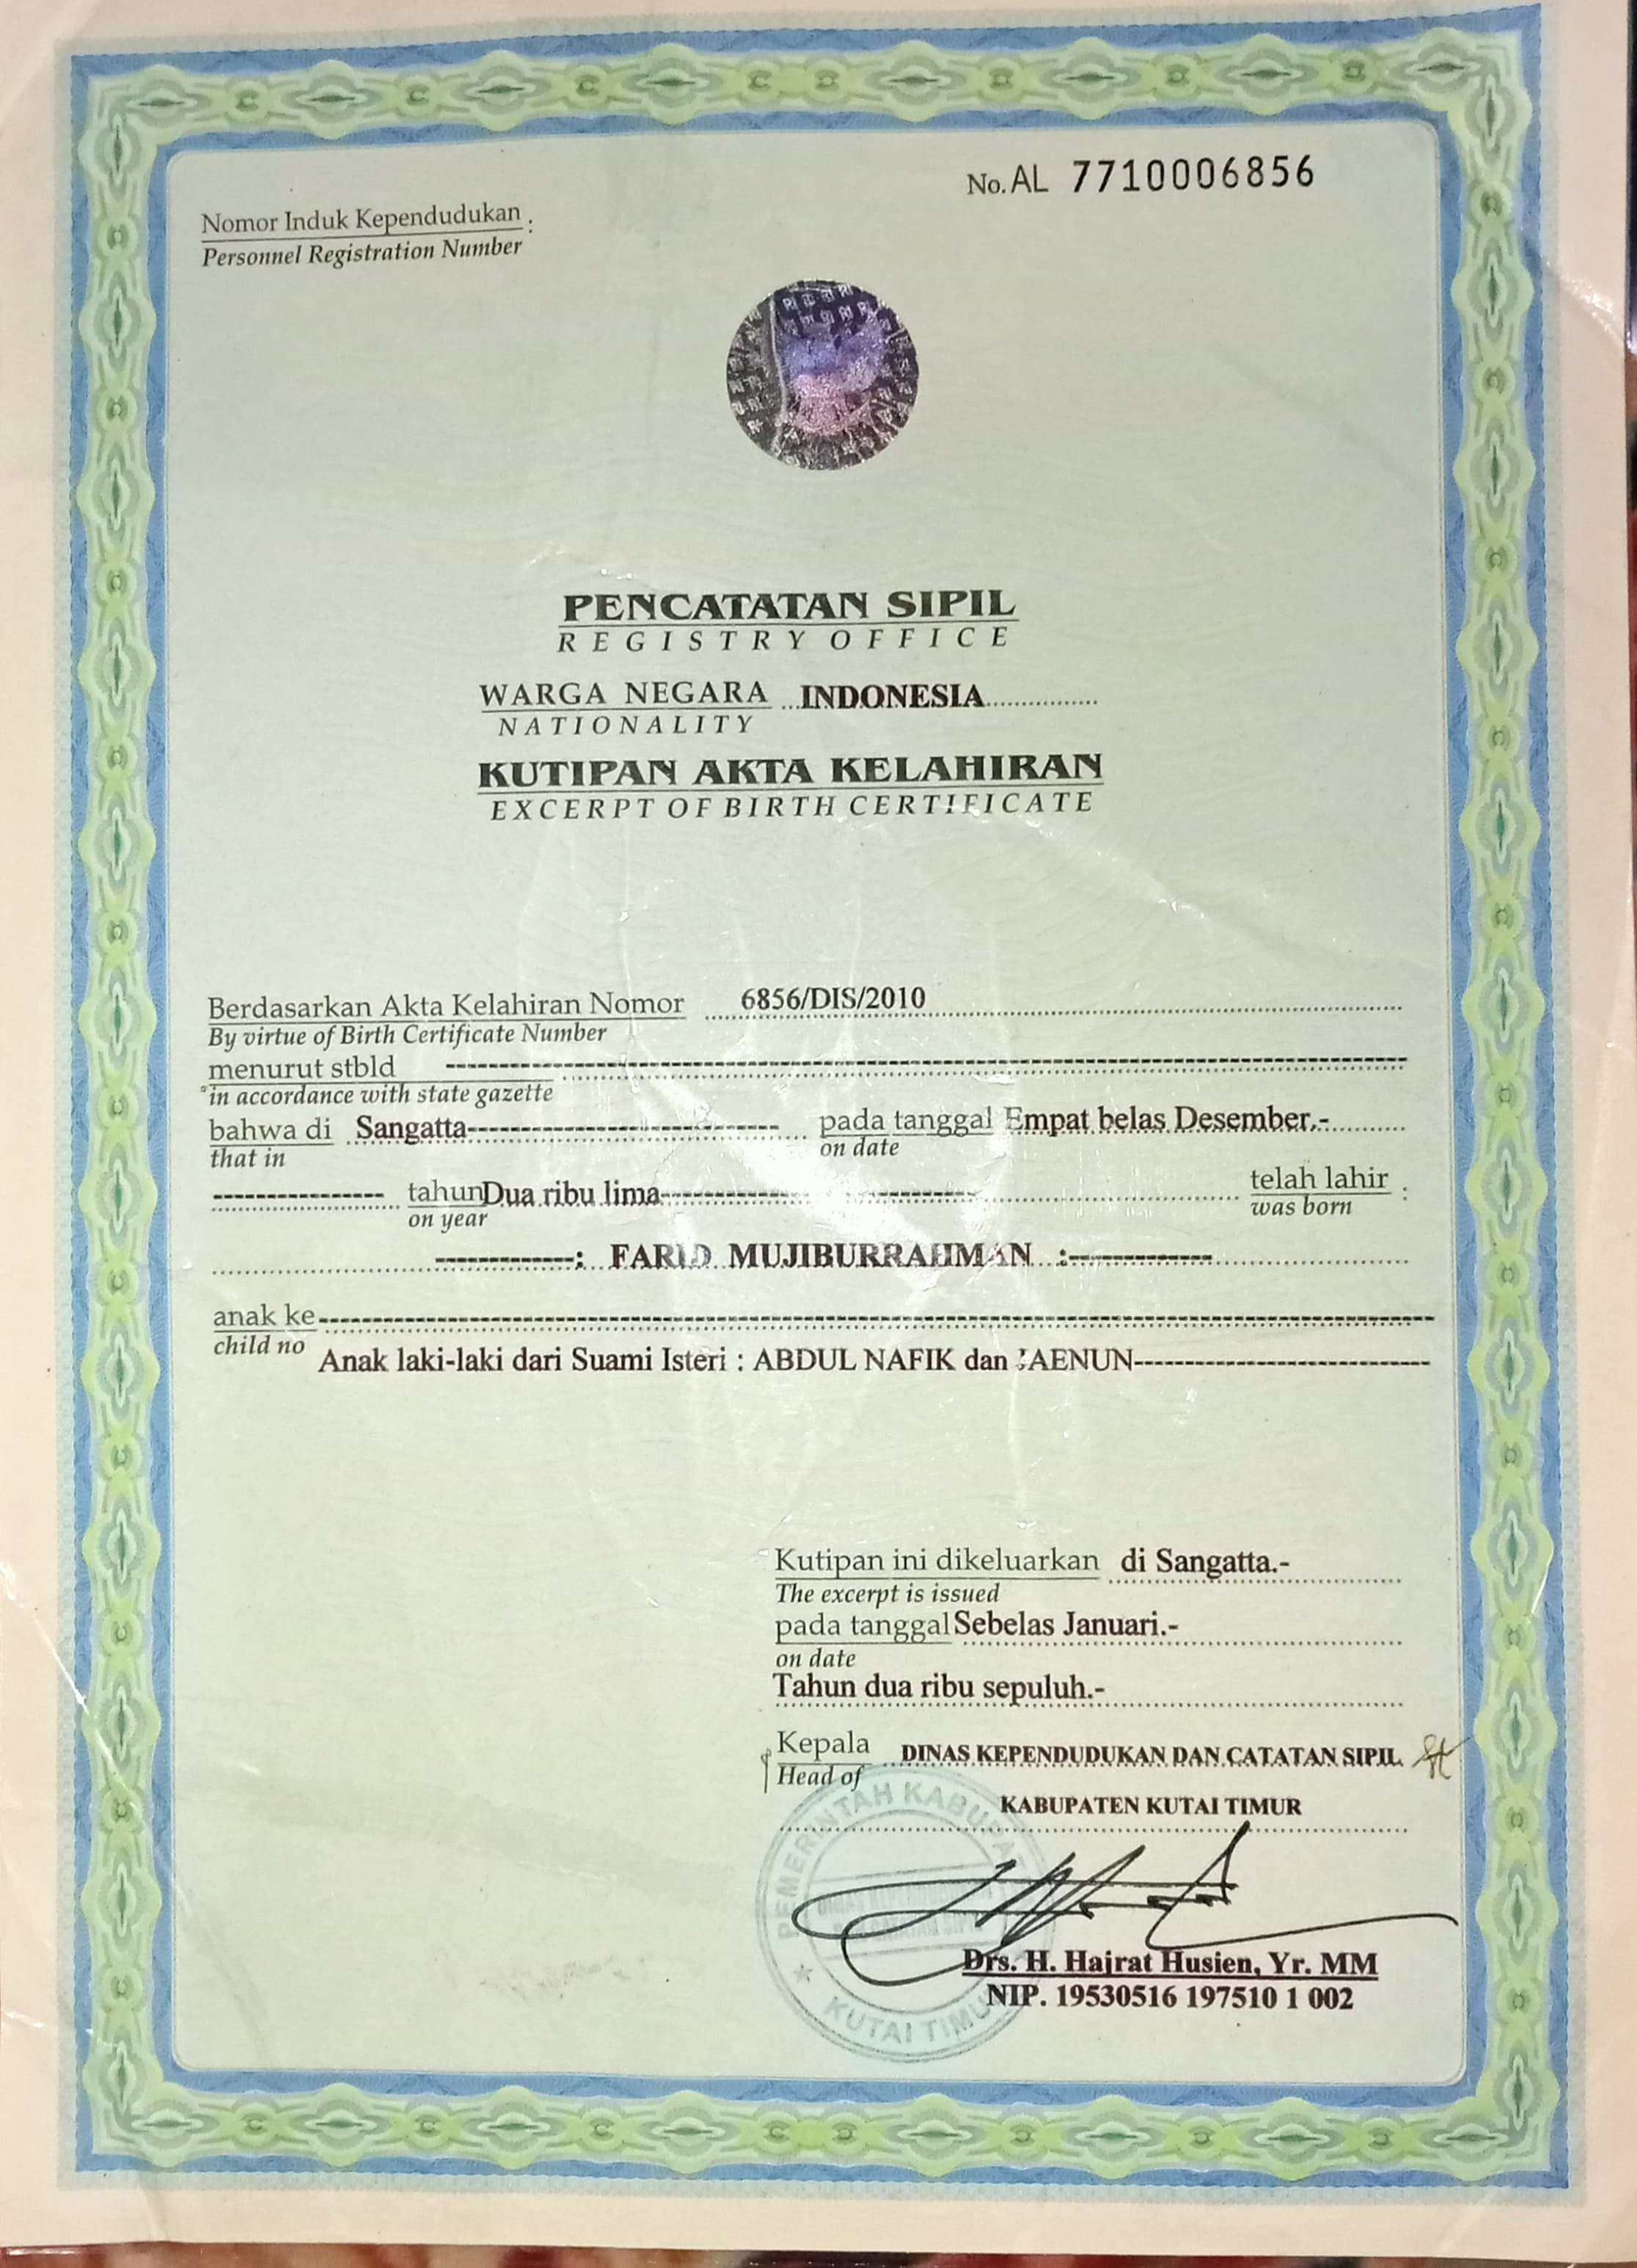 No. AL 7710006856
Nomor Induk Kependudukan :
Personnel Registration Number
PENCATATAN SIPIL
REGISTRY OFFICE
WARGA NEGARA INDONESIA
NATIONALITY
KUTIPAN AKTA KELAHIRAN
EXCERPT OF BIRTH CERTIFICATE
Berdasarkan Akta Kelahiran Nomor 6856/DIS/2010
By virtue of Birth Certificate Number
menurut stbld
in accordance with state gazette
bahwa di Sangatta pada tanggal Empat belas Desember.-
that in on date
tahun Dua ribu lima telah lahir :
on year was born
: FARID MUJIBURRAHMAN :
anak ke
child no
Anak laki-laki dari Suami Isteri : ABDUL NAFIK dan
Kutipan ini dikeluarkan di Sangatta.-
The excerpt is issued
pada tanggal Sebelas Januari.-
on date
Tahun dua ribu sepuluh.-
Kepala DINAS KEPENDUDUKAN DAN CATATAN SIPIL
Head of
KABUPATEN KUTAI TIMUR
PEMERINTAH KABUPATEN
KUTAI TIMUR
Drs. H. Hajrat Husien, Yr. MM
NIP. 19530516 197510 1 002